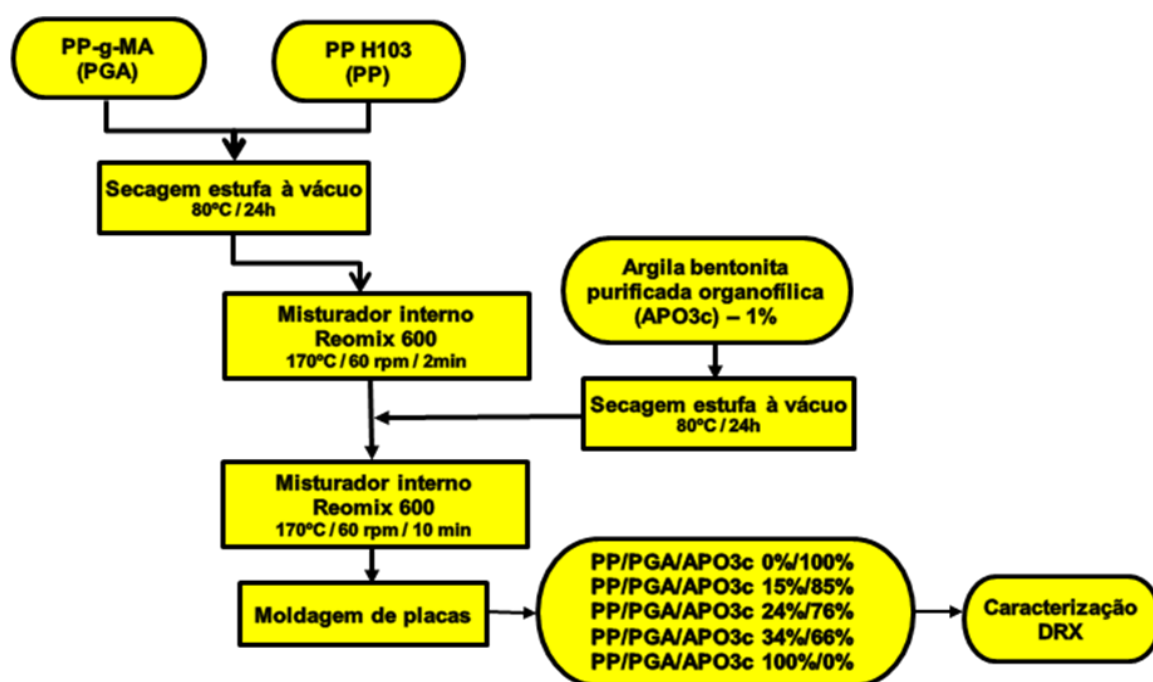 PP-g-MA
(PGA)
PP H103
(PP)
Secagem estufa à vácuo
80ºC / 24h
Misturador interno
Reomix 600
170ºC / 60 rpm / 2min
Argila bentonita
purificada organofílica
(APO3c) – 1%
Secagem estufa à vácuo
80ºC / 24h
Misturador interno
Reomix 600
170ºC / 60 rpm / 10 min
Moldagem de placas
PP/PGA/APO3c 0%/100%
PP/PGA/APO3c 15%/85%
PP/PGA/APO3c 24%/76%
PP/PGA/APO3c 34%/66%
PP/PGA/APO3c 100%/0%
Caracterização
DRX